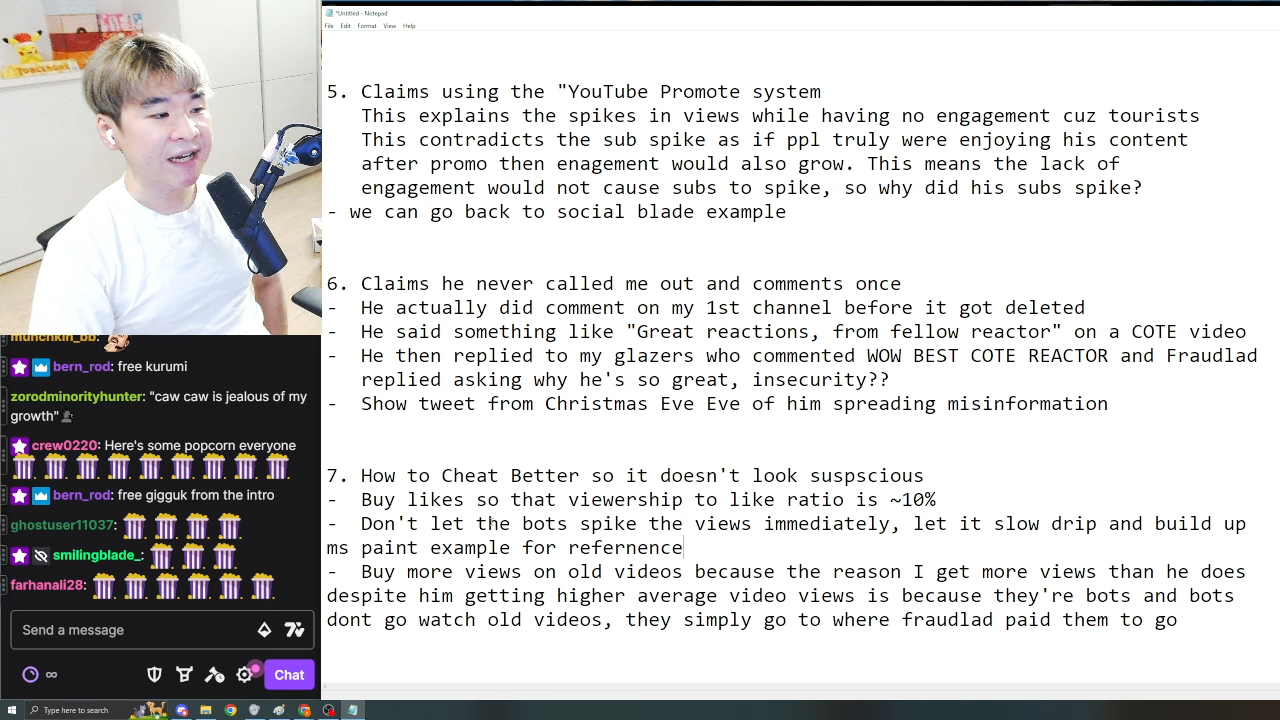 *Untitled - Notepad
File Edit Format View Help
5. Claims using the "YouTube Promote system
This explains the spikes in views while having no engagement cuz tourists
This contradicts the sub spike as if ppl truly were enjoying his content
after promo then enagement would also grow. This means the lack of
engagement would not cause subs to spike, so why did his subs spike?
- we can go back to social blade example
6. Claims he never called me out and comments once
- He actually did comment on my 1st channel before it got deleted
- He said something like "Great reactions, from fellow reactor" on a COTE video
- He then replied to my glazers who commented WOW BEST COTE REACTOR and Fraudlad
replied asking why he's so great, insecurity??
- Show tweet from Christmas Eve Eve of him spreading misinformation
7. How to Cheat Better so it doesn't look suspscious
- Buy likes so that viewership to like ratio is ~10%
- Don't let the bots spike the views immediately, let it slow drip and build up
ms paint example for refernence
- Buy more views on old videos because the reason I get more views than he does
despite him getting higher average video views is because they're bots and bots
dont go watch old videos, they simply go to where fraudlad paid them to go
TOBLERONE
munchkin_bb:
bern_rod: free kurumi
zorodminorityhunter: "caw caw is jealous of my
growth"
crew0220: Here's some popcorn everyone
bern_rod: free gigguk from the intro
ghostuser11037:
smilingblade_:
farhanali28:
Send a message
Chat
Type here to search